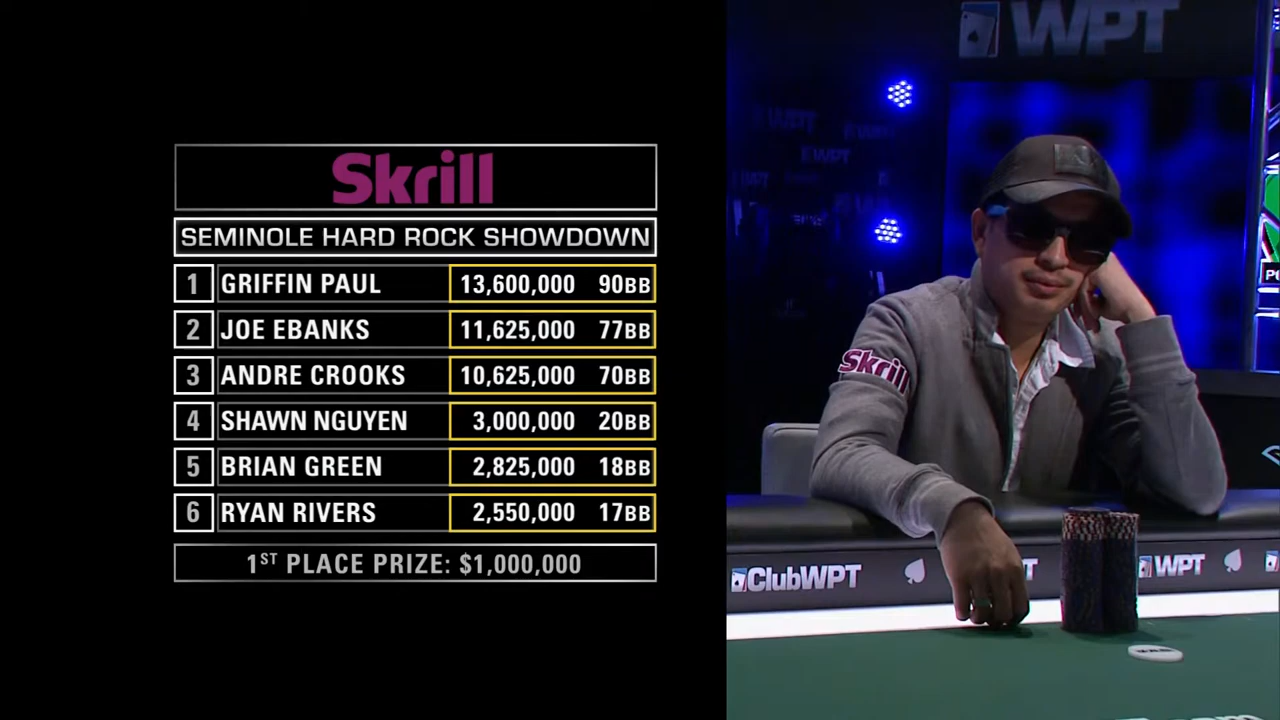 Skrill
SEMINOLE HARD ROCK SHOWDOWN
1 GRIFFIN PAUL 13,600,000 90BB
2 JOE EBANKS 11,625,000 77BB
3 ANDRE CROOKS 10,625,000 70BB
4 SHAWN NGUYEN 3,000,000 20BB
5 BRIAN GREEN 2,825,000 18BB
6 RYAN RIVERS 2,550,000 17BB
1ST PLACE PRIZE: $1,000,000
WPT
WPT
Skrill
ClubWPT
WPT